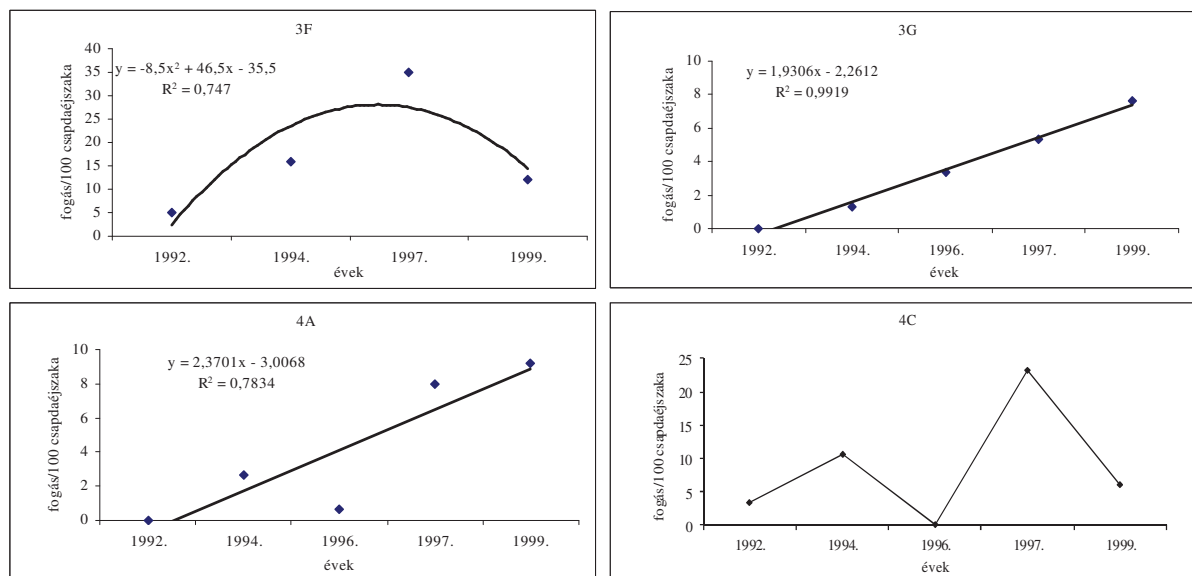 3F
y = -8,5x² + 46,5x - 35,5
R² = 0,747
fogás/100 csapdaéjszaka
40
35
30
25
20
15
10
5
0
1992. 1994. 1997. 1999.
évek
3G
y = 1,9306x - 2,2612
R² = 0,9919
fogás/100 csapdaéjszaka
10
8
6
4
2
0
1992. 1994. 1996. 1997. 1999.
évek
4A
y = 2,3701x - 3,0068
R² = 0,7834
fogás/100 csapdaéjszaka
10
8
6
4
2
0
1992. 1994. 1996. 1997. 1999.
évek
4C
fogás/100 csapdaéjszaka
25
20
15
10
5
0
1992. 1994. 1996. 1997. 1999.
évek